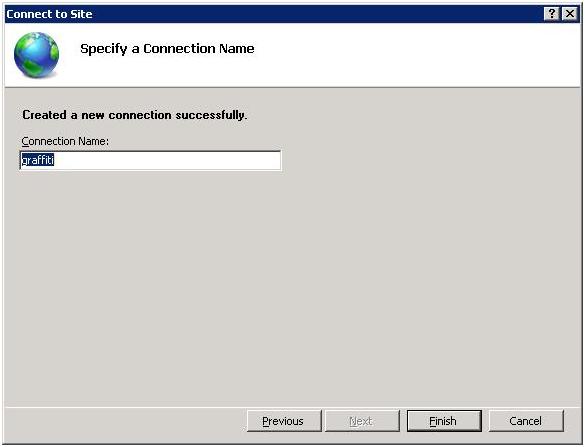 Connect to Site
Specify a Connection Name
Created a new connection successfully.
Connection Name:
graffiti
Previous
Next
Finish
Cancel